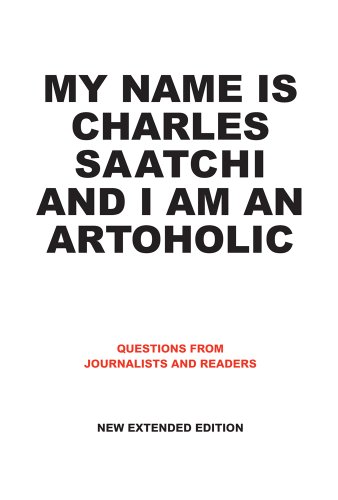 MY NAME IS
CHARLES
SAATCHI
AND I AM AN
ARTOHOLIC
QUESTIONS FROM
JOURNALISTS AND READERS
NEW EXTENDED EDITION